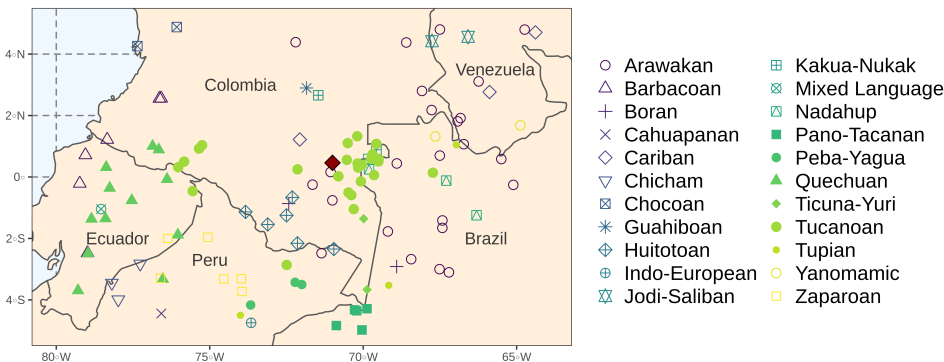 4°N
2°N
0°
2°S
4°S
80°W
75°W
70°W
65°W
Colombia
Venezuela
Ecuador
Peru
Brazil
Arawakan
Barbacoan
Boran
Cahuapanan
Cariban
Chicham
Chocoan
Guahiboan
Huitotoan
Indo-European
Jodi-Saliban
Kakua-Nukak
Mixed Language
Nadahup
Pano-Tacanan
Peba-Yagua
Quechuan
Ticuna-Yuri
Tucanoan
Tupian
Yanomamic
Zaparoan